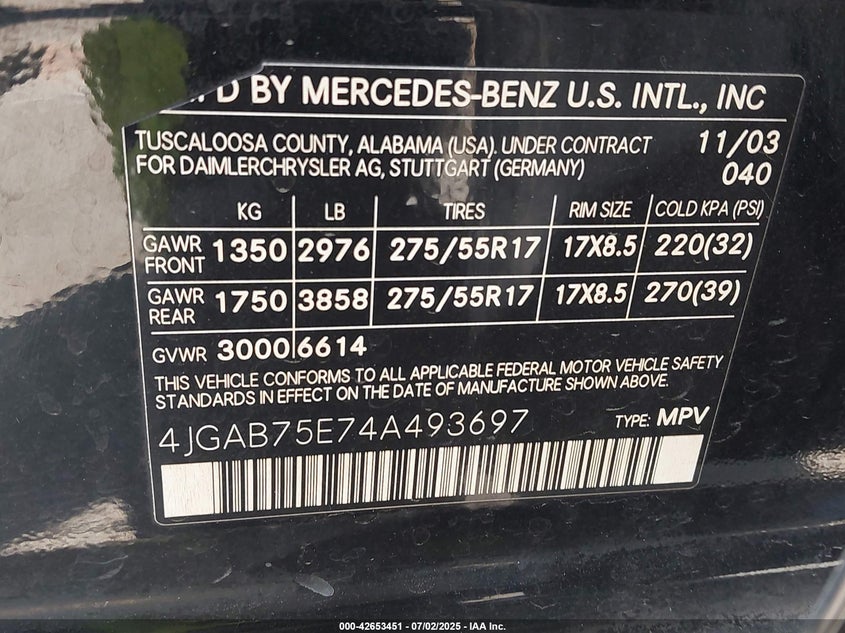 BY MERCEDES-BENZ U.S. INTL., INC
TUSCALOOSA COUNTY, ALABAMA (USA). UNDER CONTRACT 11/03
FOR DAIMLERCHRYSLER AG, STUTTGART (GERMANY) 040
KG LB TIRES RIM SIZE COLD KPA (PSI)
GAWR FRONT 1350 2976 275/55R17 17X8.5 220(32)
GAWR REAR 1750 3858 275/55R17 17X8.5 270(39)
GVWR 3000 6614
THIS VEHICLE CONFORMS TO ALL APPLICABLE FEDERAL MOTOR VEHICLE SAFETY
STANDARDS IN EFFECT ON THE DATE OF MANUFACTURE SHOWN ABOVE.
4JGAB75E74A493697 TYPE: MPV
000-42653451 - 07/02/2025 - IAA Inc.